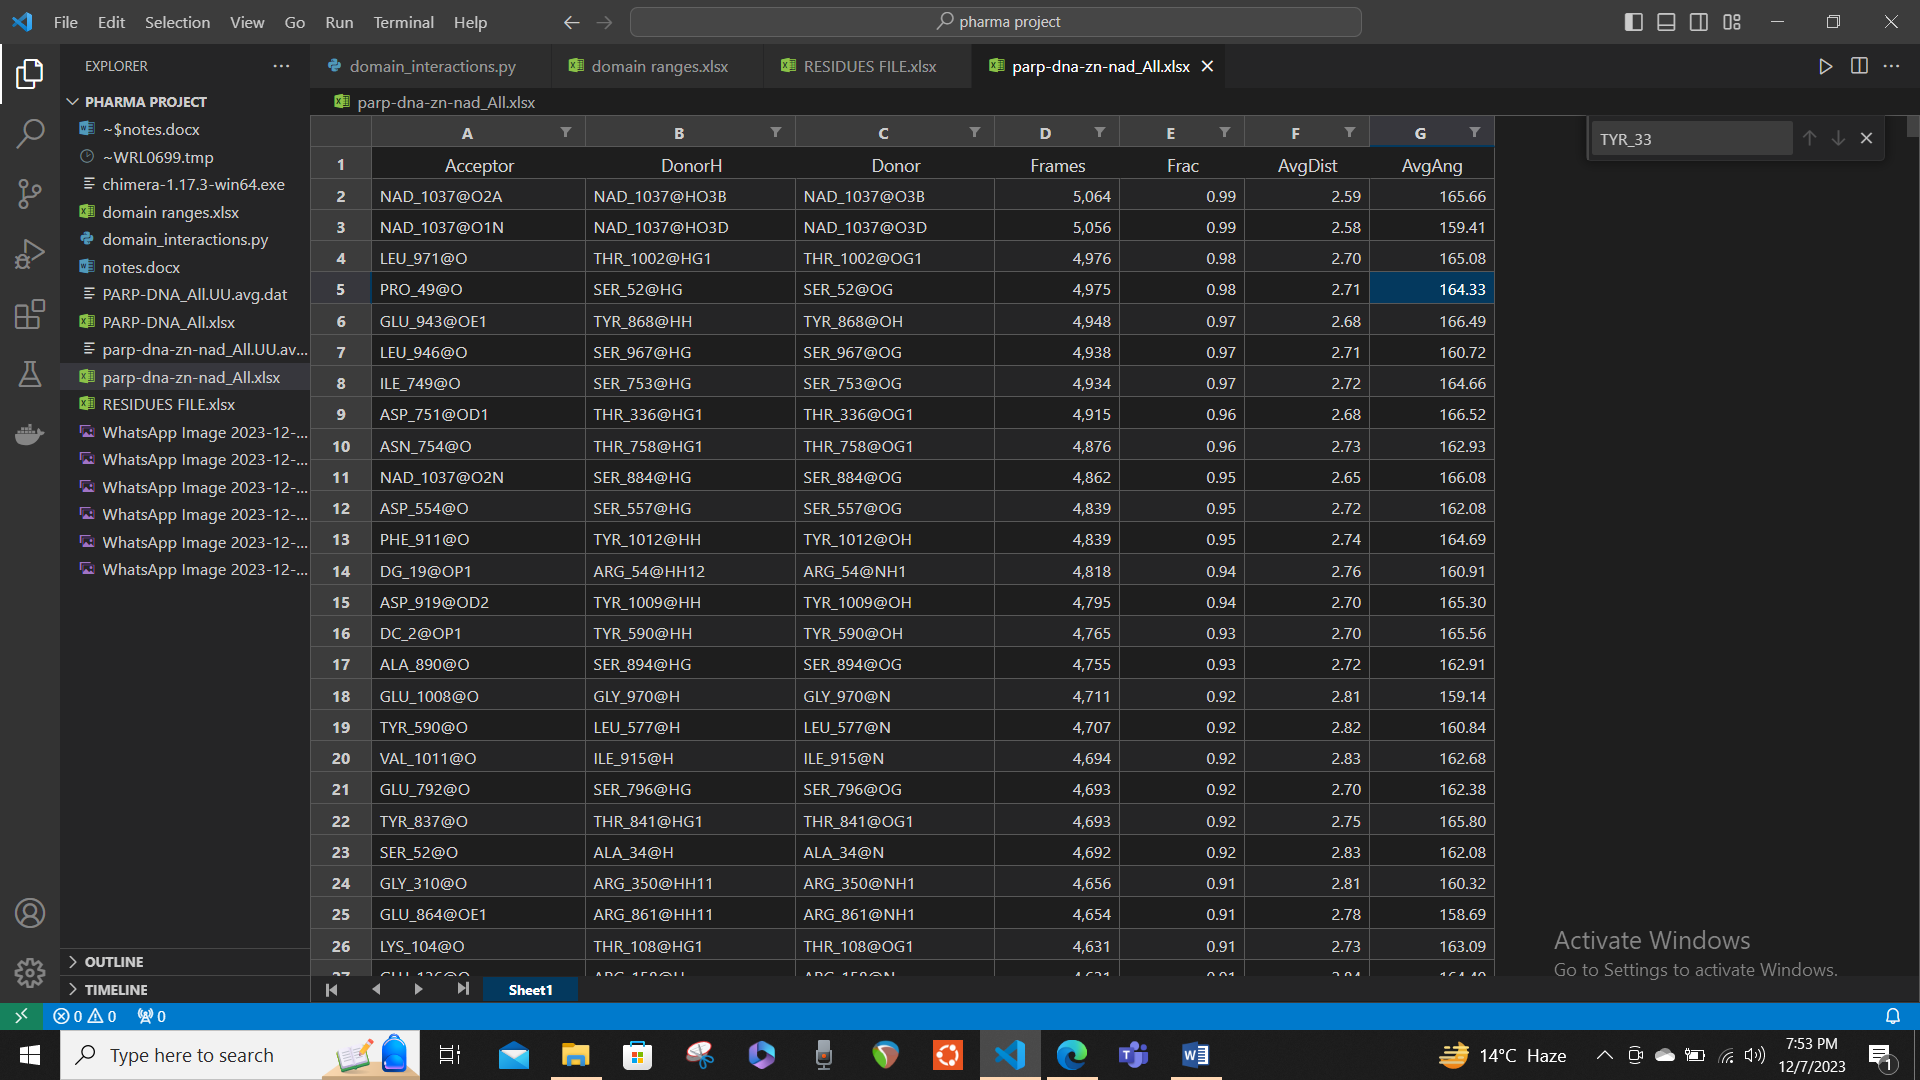 File Edit Selection View Go Run Terminal Help
pharma project
EXPLORER
domain_interactions.py
domain ranges.xlsx
RESIDUES FILE.xlsx
parp-dna-zn-nad_All.xlsx
PHARMA PROJECT
~$notes.docx
~WRL0699.tmp
chimera-1.17.3-win64.exe
domain ranges.xlsx
domain_interactions.py
notes.docx
PARP-DNA_All.UU.avg.dat
PARP-DNA_All.xlsx
parp-dna-zn-nad_All.UU.av...
parp-dna-zn-nad_All.xlsx
RESIDUES FILE.xlsx
WhatsApp Image 2023-12-...
WhatsApp Image 2023-12-...
WhatsApp Image 2023-12-...
WhatsApp Image 2023-12-...
WhatsApp Image 2023-12-...
WhatsApp Image 2023-12-...
OUTLINE
TIMELINE
parp-dna-zn-nad_All.xlsx
TYR_33
A B C D E F G
1 Acceptor DonorH Donor Frames Frac AvgDist AvgAng
2 NAD_1037@O2A NAD_1037@HO3B NAD_1037@O3B 5,064 0.99 2.59 165.66
3 NAD_1037@O1N NAD_1037@HO3D NAD_1037@O3D 5,056 0.99 2.58 159.41
4 LEU_971@O THR_1002@HG1 THR_1002@OG1 4,976 0.98 2.70 165.08
5 PRO_49@O SER_52@HG SER_52@OG 4,975 0.98 2.71 164.33
6 GLU_943@OE1 TYR_868@HH TYR_868@OH 4,948 0.97 2.68 166.49
7 LEU_946@O SER_967@HG SER_967@OG 4,938 0.97 2.71 160.72
8 ILE_749@O SER_753@HG SER_753@OG 4,934 0.97 2.72 164.66
9 ASP_751@OD1 THR_336@HG1 THR_336@OG1 4,915 0.96 2.68 166.52
10 ASN_754@O THR_758@HG1 THR_758@OG1 4,876 0.96 2.73 162.93
11 NAD_1037@O2N SER_884@HG SER_884@OG 4,862 0.95 2.65 166.08
12 ASP_554@O SER_557@HG SER_557@OG 4,839 0.95 2.72 162.08
13 PHE_911@O TYR_1012@HH TYR_1012@OH 4,839 0.95 2.74 164.69
14 DG_19@OP1 ARG_54@HH12 ARG_54@NH1 4,818 0.94 2.76 160.91
15 ASP_919@OD2 TYR_1009@HH TYR_1009@OH 4,795 0.94 2.70 165.30
16 DC_2@OP1 TYR_590@HH TYR_590@OH 4,765 0.93 2.70 165.56
17 ALA_890@O SER_894@HG SER_894@OG 4,755 0.93 2.72 162.91
18 GLU_1008@O GLY_970@H GLY_970@N 4,711 0.92 2.81 159.14
19 TYR_590@O LEU_577@H LEU_577@N 4,707 0.92 2.82 160.84
20 VAL_1011@O ILE_915@H ILE_915@N 4,694 0.92 2.83 162.68
21 GLU_792@O SER_796@HG SER_796@OG 4,693 0.92 2.70 162.38
22 TYR_837@O THR_841@HG1 THR_841@OG1 4,693 0.92 2.75 165.80
23 SER_52@O ALA_34@H ALA_34@N 4,692 0.92 2.83 162.08
24 GLY_310@O ARG_350@HH11 ARG_350@NH1 4,656 0.91 2.81 160.32
25 GLU_864@OE1 ARG_861@HH11 ARG_861@NH1 4,654 0.91 2.78 158.69
26 LYS_104@O THR_108@HG1 THR_108@OG1 4,631 0.91 2.73 163.09
Sheet1
Activate Windows
Go to Settings to activate Windows.
0 0 0
Type here to search
14°C Haze
7:53 PM
12/7/2023
1